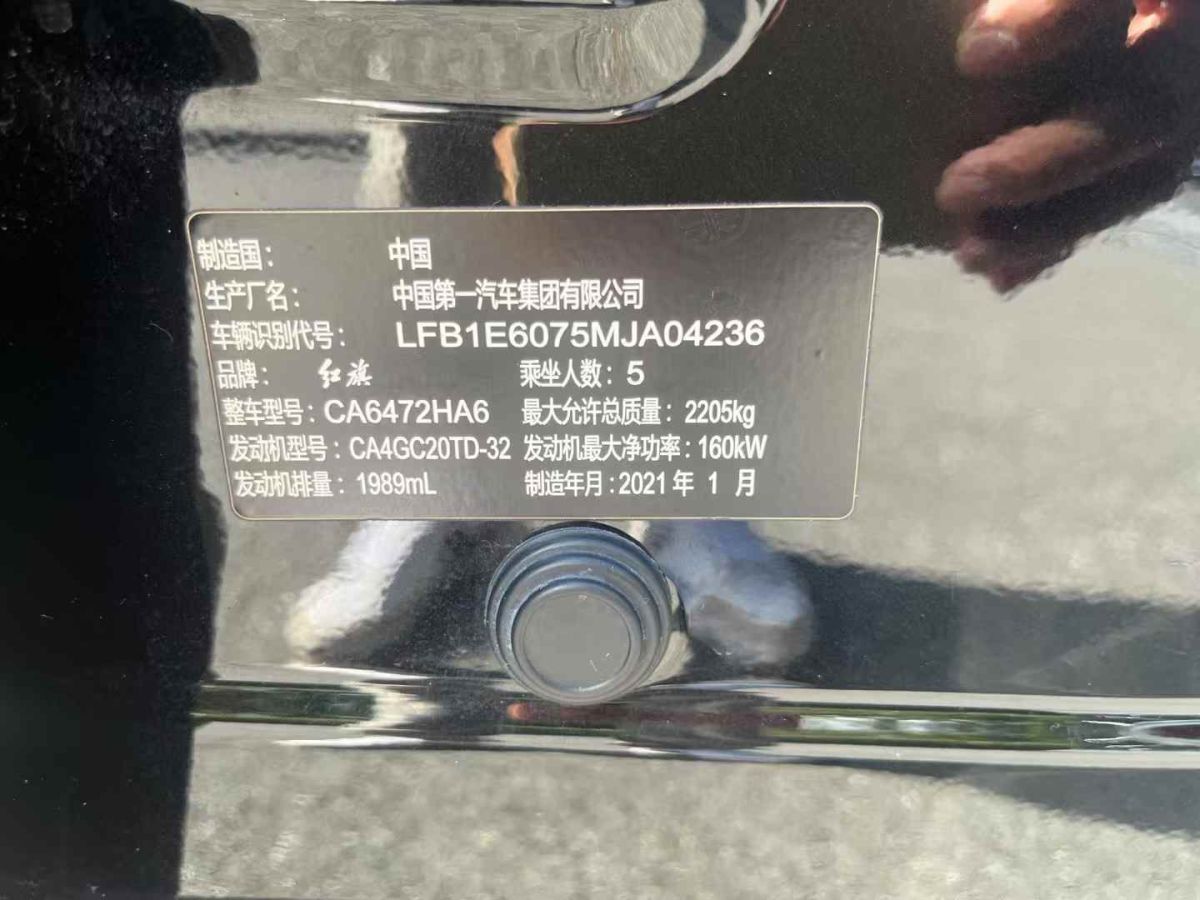 制造国： 中国
生产厂名： 中国第一汽车集团有限公司
车辆识别代号： LFB1E6075MJA04236
品牌： 红旗 乘坐人数：5
整车型号：CA6472HA6 最大允许总质量：2205kg
发动机型号：CA4GC20TD-32 发动机最大净功率：160kW
发动机排量：1989mL 制造年月：2021年 1 月